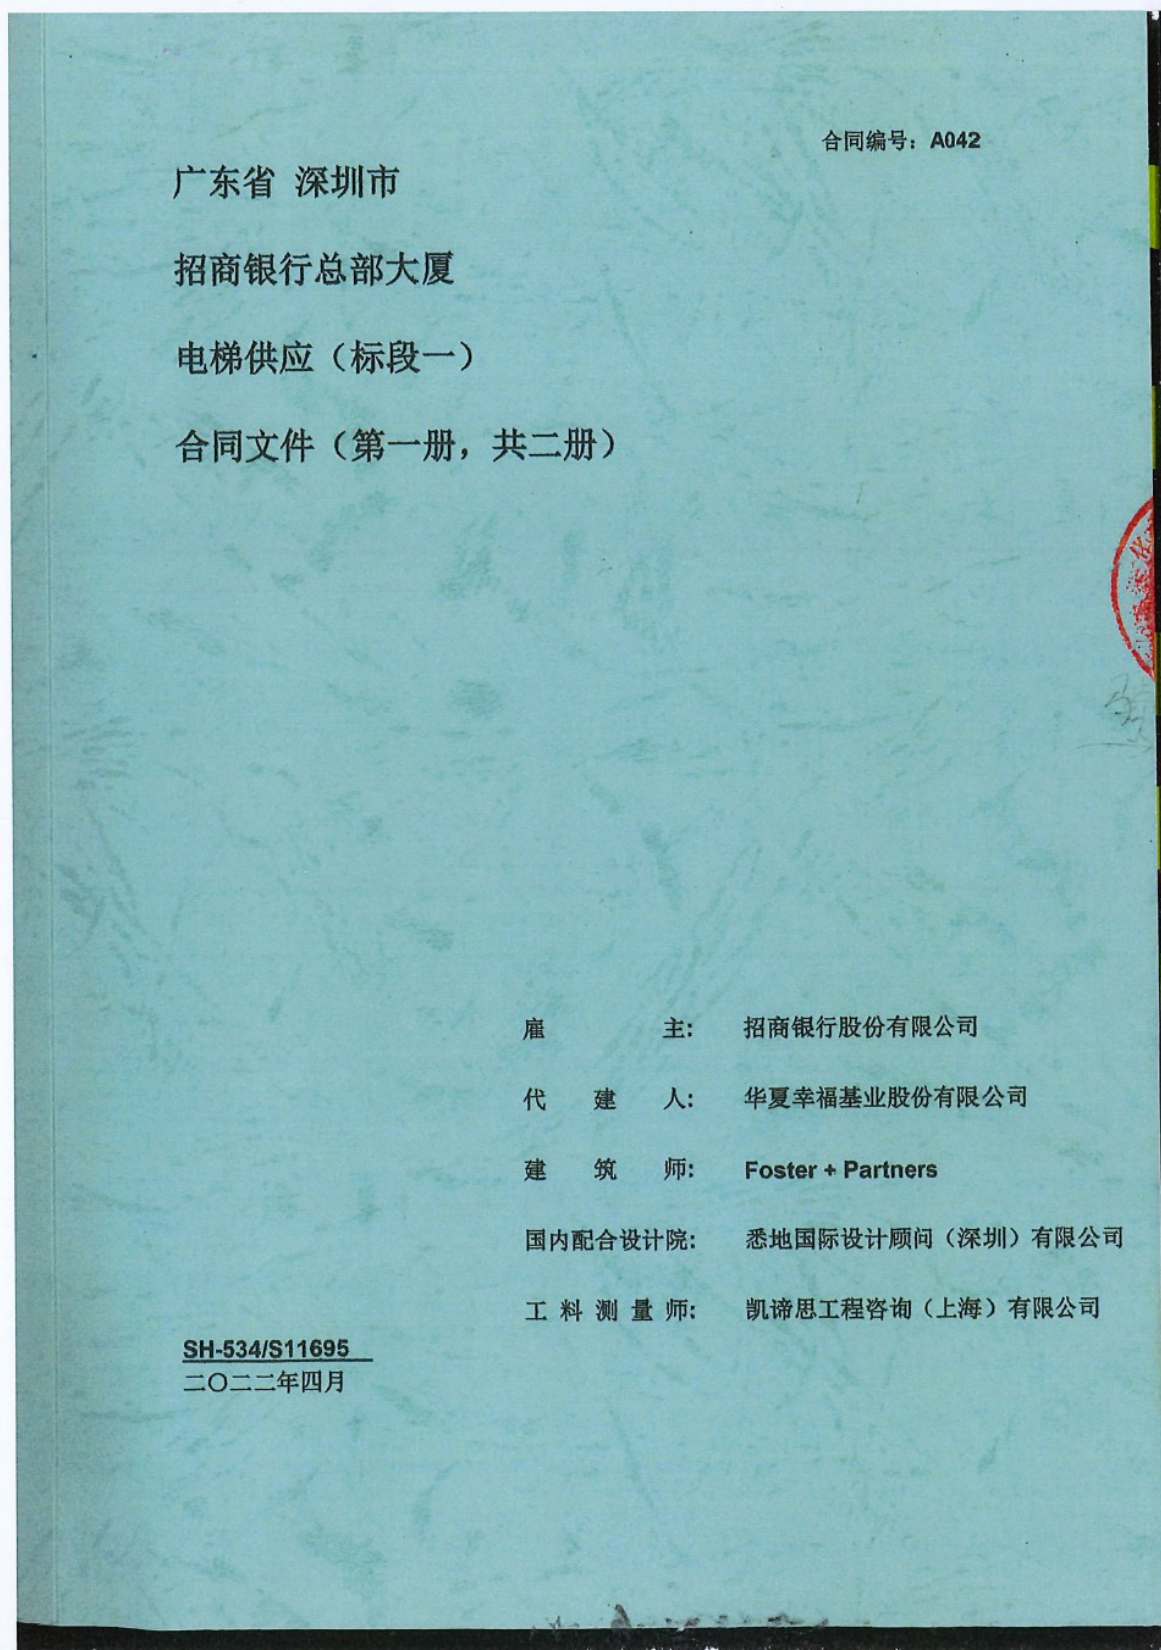 合同编号：A042
广东省 深圳市
招商银行总部大厦
电梯供应（标段一）
合同文件（第一册，共二册）
雇 主: 招商银行股份有限公司
代 建 人: 华夏幸福基业股份有限公司
建 筑 师: Foster + Partners
国内配合设计院: 悉地国际设计顾问（深圳）有限公司
工 料 测 量 师: 凯谛思工程咨询（上海）有限公司
SH-534/S11695
二〇二二年四月